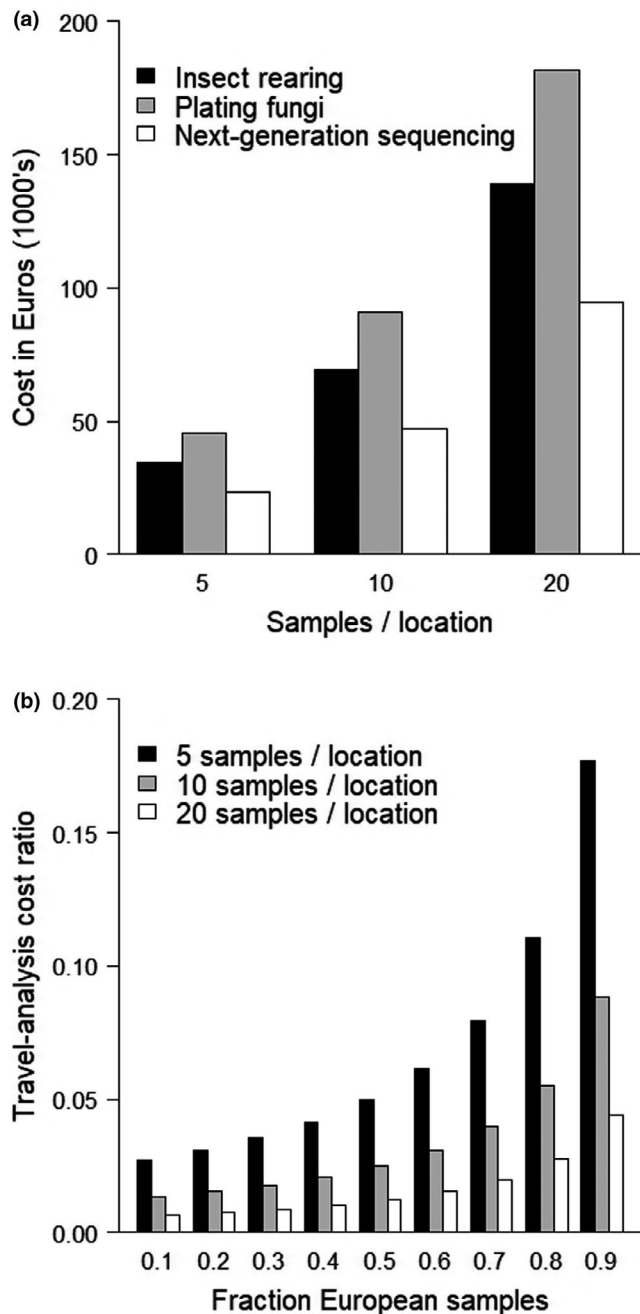 (a)
200
150
100
50
0
Cost in Euros (1000's)
Insect rearing
Plating fungi
Next-generation sequencing
5 10 20
Samples / location
(b)
0.20
0.15
0.10
0.05
0.00
Travel-analysis cost ratio
5 samples / location
10 samples / location
20 samples / location
0.1 0.2 0.3 0.4 0.5 0.6 0.7 0.8 0.9
Fraction European samples